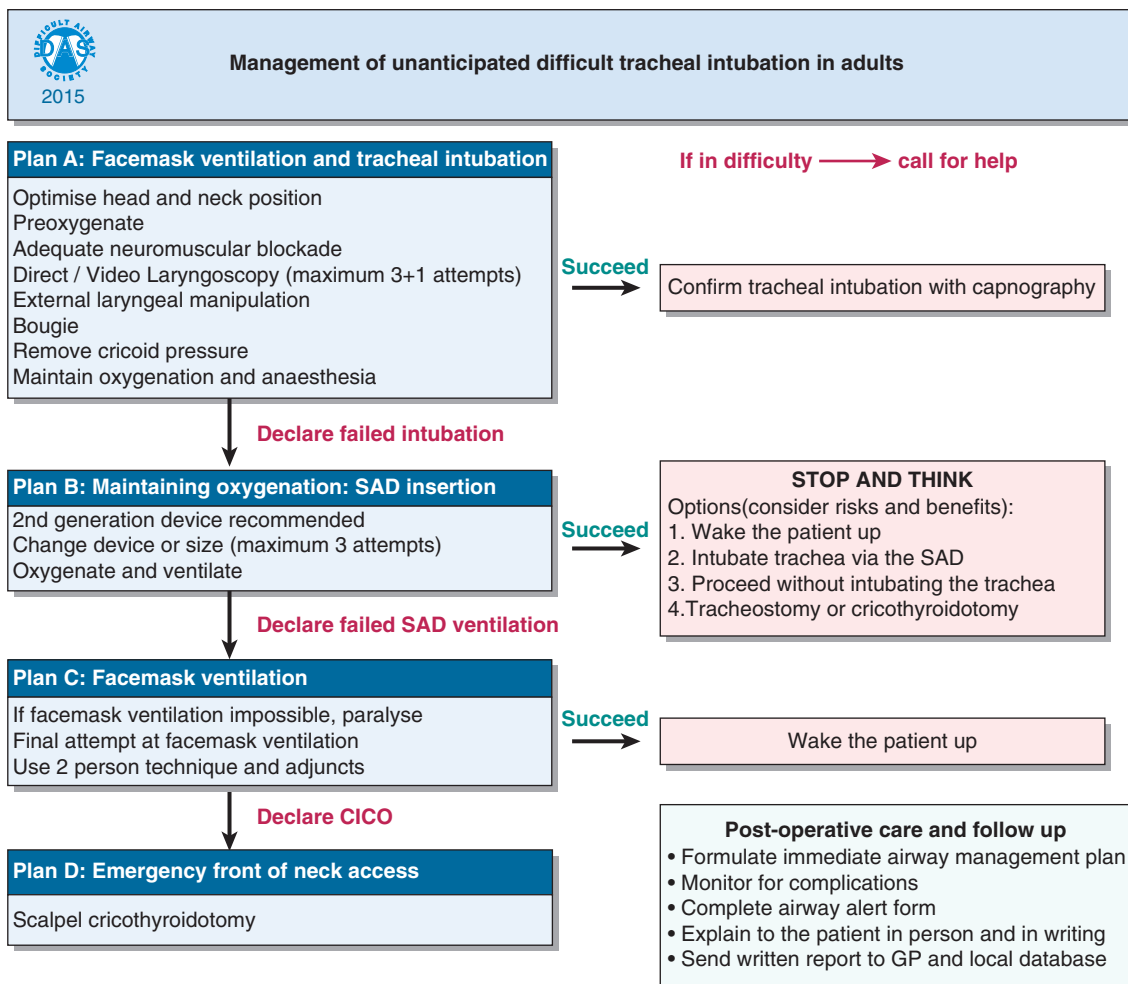 DIFFICULT AIRWAY SOCIETY
DAS
2015
Management of unanticipated difficult tracheal intubation in adults
Plan A: Facemask ventilation and tracheal intubation
Optimise head and neck position
Preoxygenate
Adequate neuromuscular blockade
Direct / Video Laryngoscopy (maximum 3+1 attempts)
External laryngeal manipulation
Bougie
Remove cricoid pressure
Maintain oxygenation and anaesthesia
If in difficulty call for help
Succeed
Confirm tracheal intubation with capnography
Declare failed intubation
Plan B: Maintaining oxygenation: SAD insertion
2nd generation device recommended
Change device or size (maximum 3 attempts)
Oxygenate and ventilate
Succeed
STOP AND THINK
Options(consider risks and benefits):
1. Wake the patient up
2. Intubate trachea via the SAD
3. Proceed without intubating the trachea
4.Tracheostomy or cricothyroidotomy
Declare failed SAD ventilation
Plan C: Facemask ventilation
If facemask ventilation impossible, paralyse
Final attempt at facemask ventilation
Use 2 person technique and adjuncts
Succeed
Wake the patient up
Declare CICO
Plan D: Emergency front of neck access
Scalpel cricothyroidotomy
Post-operative care and follow up
• Formulate immediate airway management plan
• Monitor for complications
• Complete airway alert form
• Explain to the patient in person and in writing
• Send written report to GP and local database